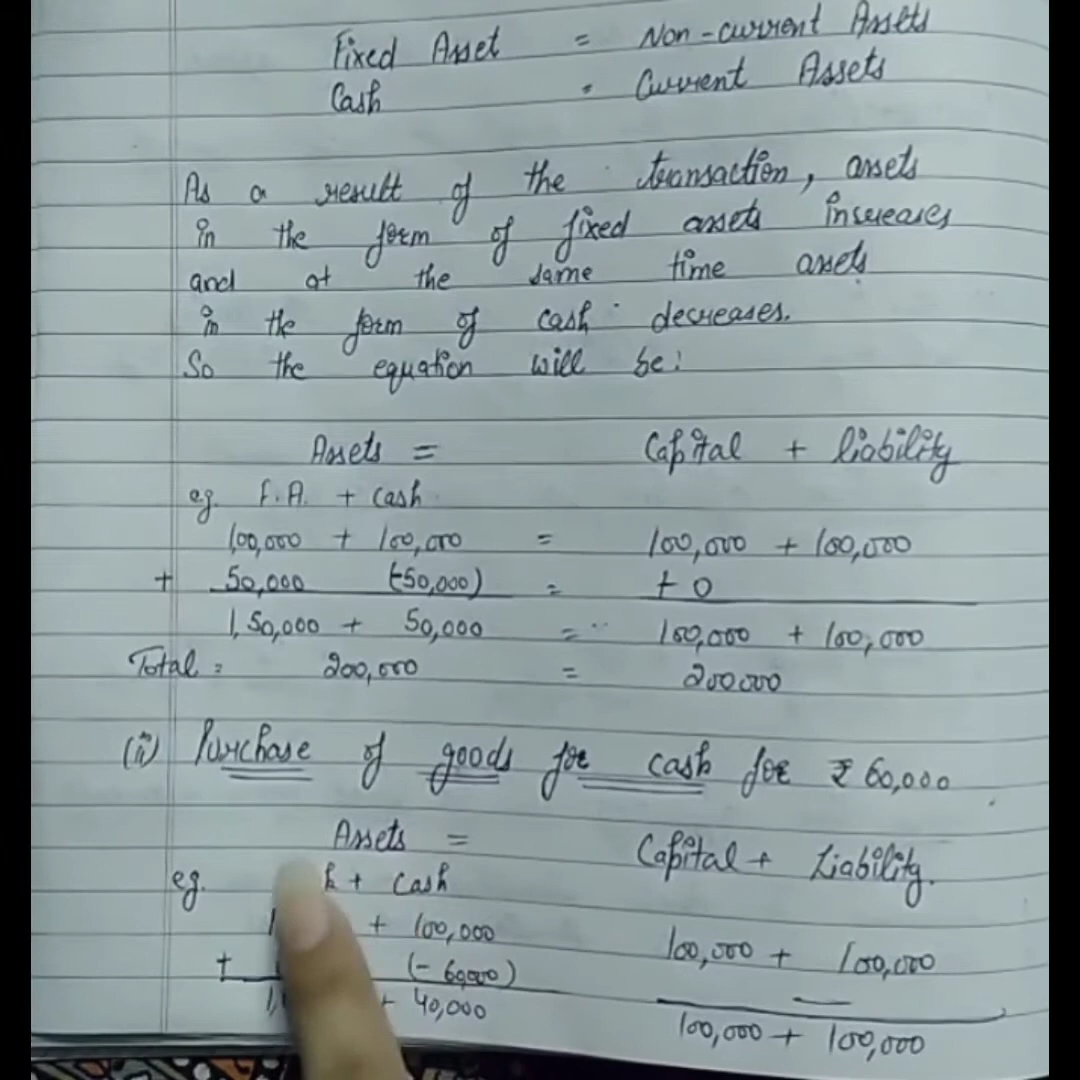 Fixed Asset = Non-current Assets
Cash = Current Assets
As a result of the transaction, assets
in the form of fixed assets increases
and at the same time assets
in the form of cash decreases.
So the equation will be:
Assets = Capital + liability
eg. F.A. + cash
100,000 + 100,000 = 100,000 + 100,000
+ 50,000 (-50,000) = + 0
1,50,000 + 50,000 = 100,000 + 100,000
Total = 200,000 = 200000
(ii) Purchase of goods for cash for ₹ 60,000
Assets = Capital + Liability.
eg. + cash
+ 100,000 100,000 + 100,000
+ (- 60,000)
+ 40,000 100,000 + 100,000